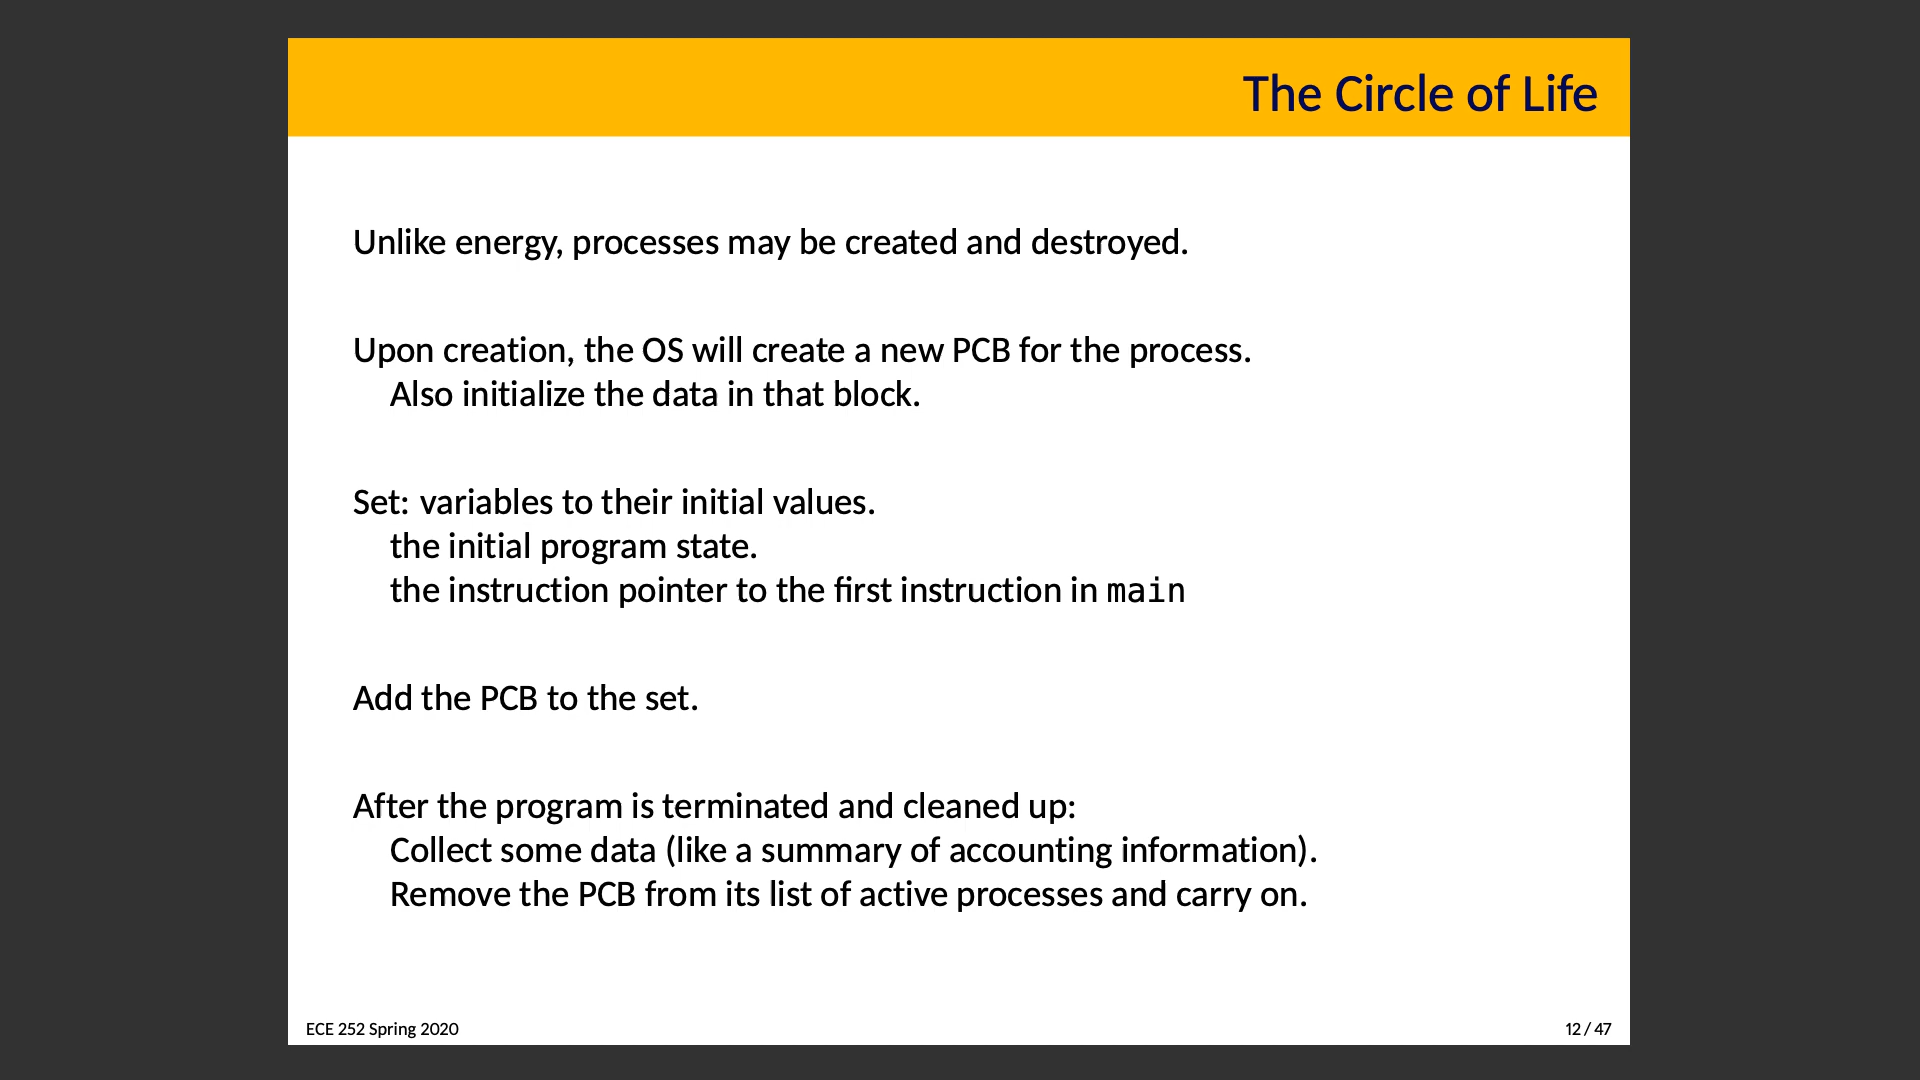 The Circle of Life
Unlike energy, processes may be created and destroyed.
Upon creation, the OS will create a new PCB for the process.
Also initialize the data in that block.
Set: variables to their initial values.
the initial program state.
the instruction pointer to the first instruction in main
Add the PCB to the set.
After the program is terminated and cleaned up:
Collect some data (like a summary of accounting information).
Remove the PCB from its list of active processes and carry on.
ECE 252 Spring 2020
12 / 47